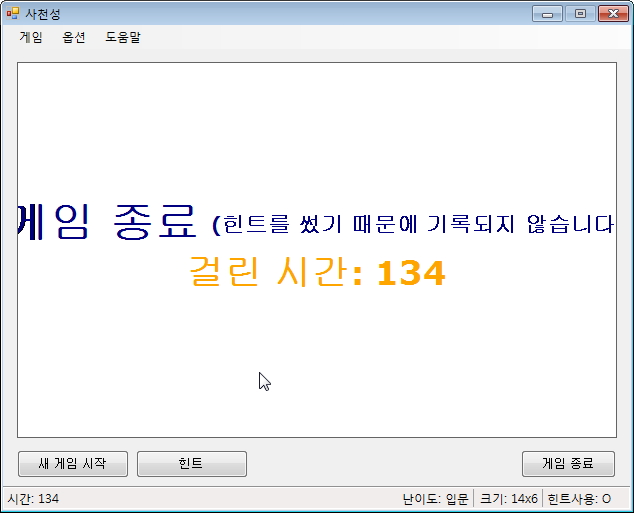 사천성
게임 옵션 도움말
게임 종료 (힌트를 썼기 때문에 기록되지 않습니다
걸린 시간: 134
새 게임 시작 힌트 게임 종료
시간: 134 난이도: 입문 크기: 14x6 힌트사용: O